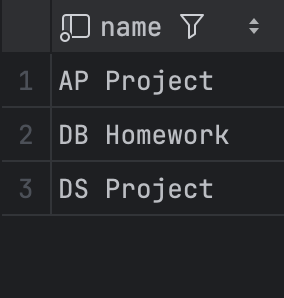 name
1 AP Project
2 DB Homework
3 DS Project